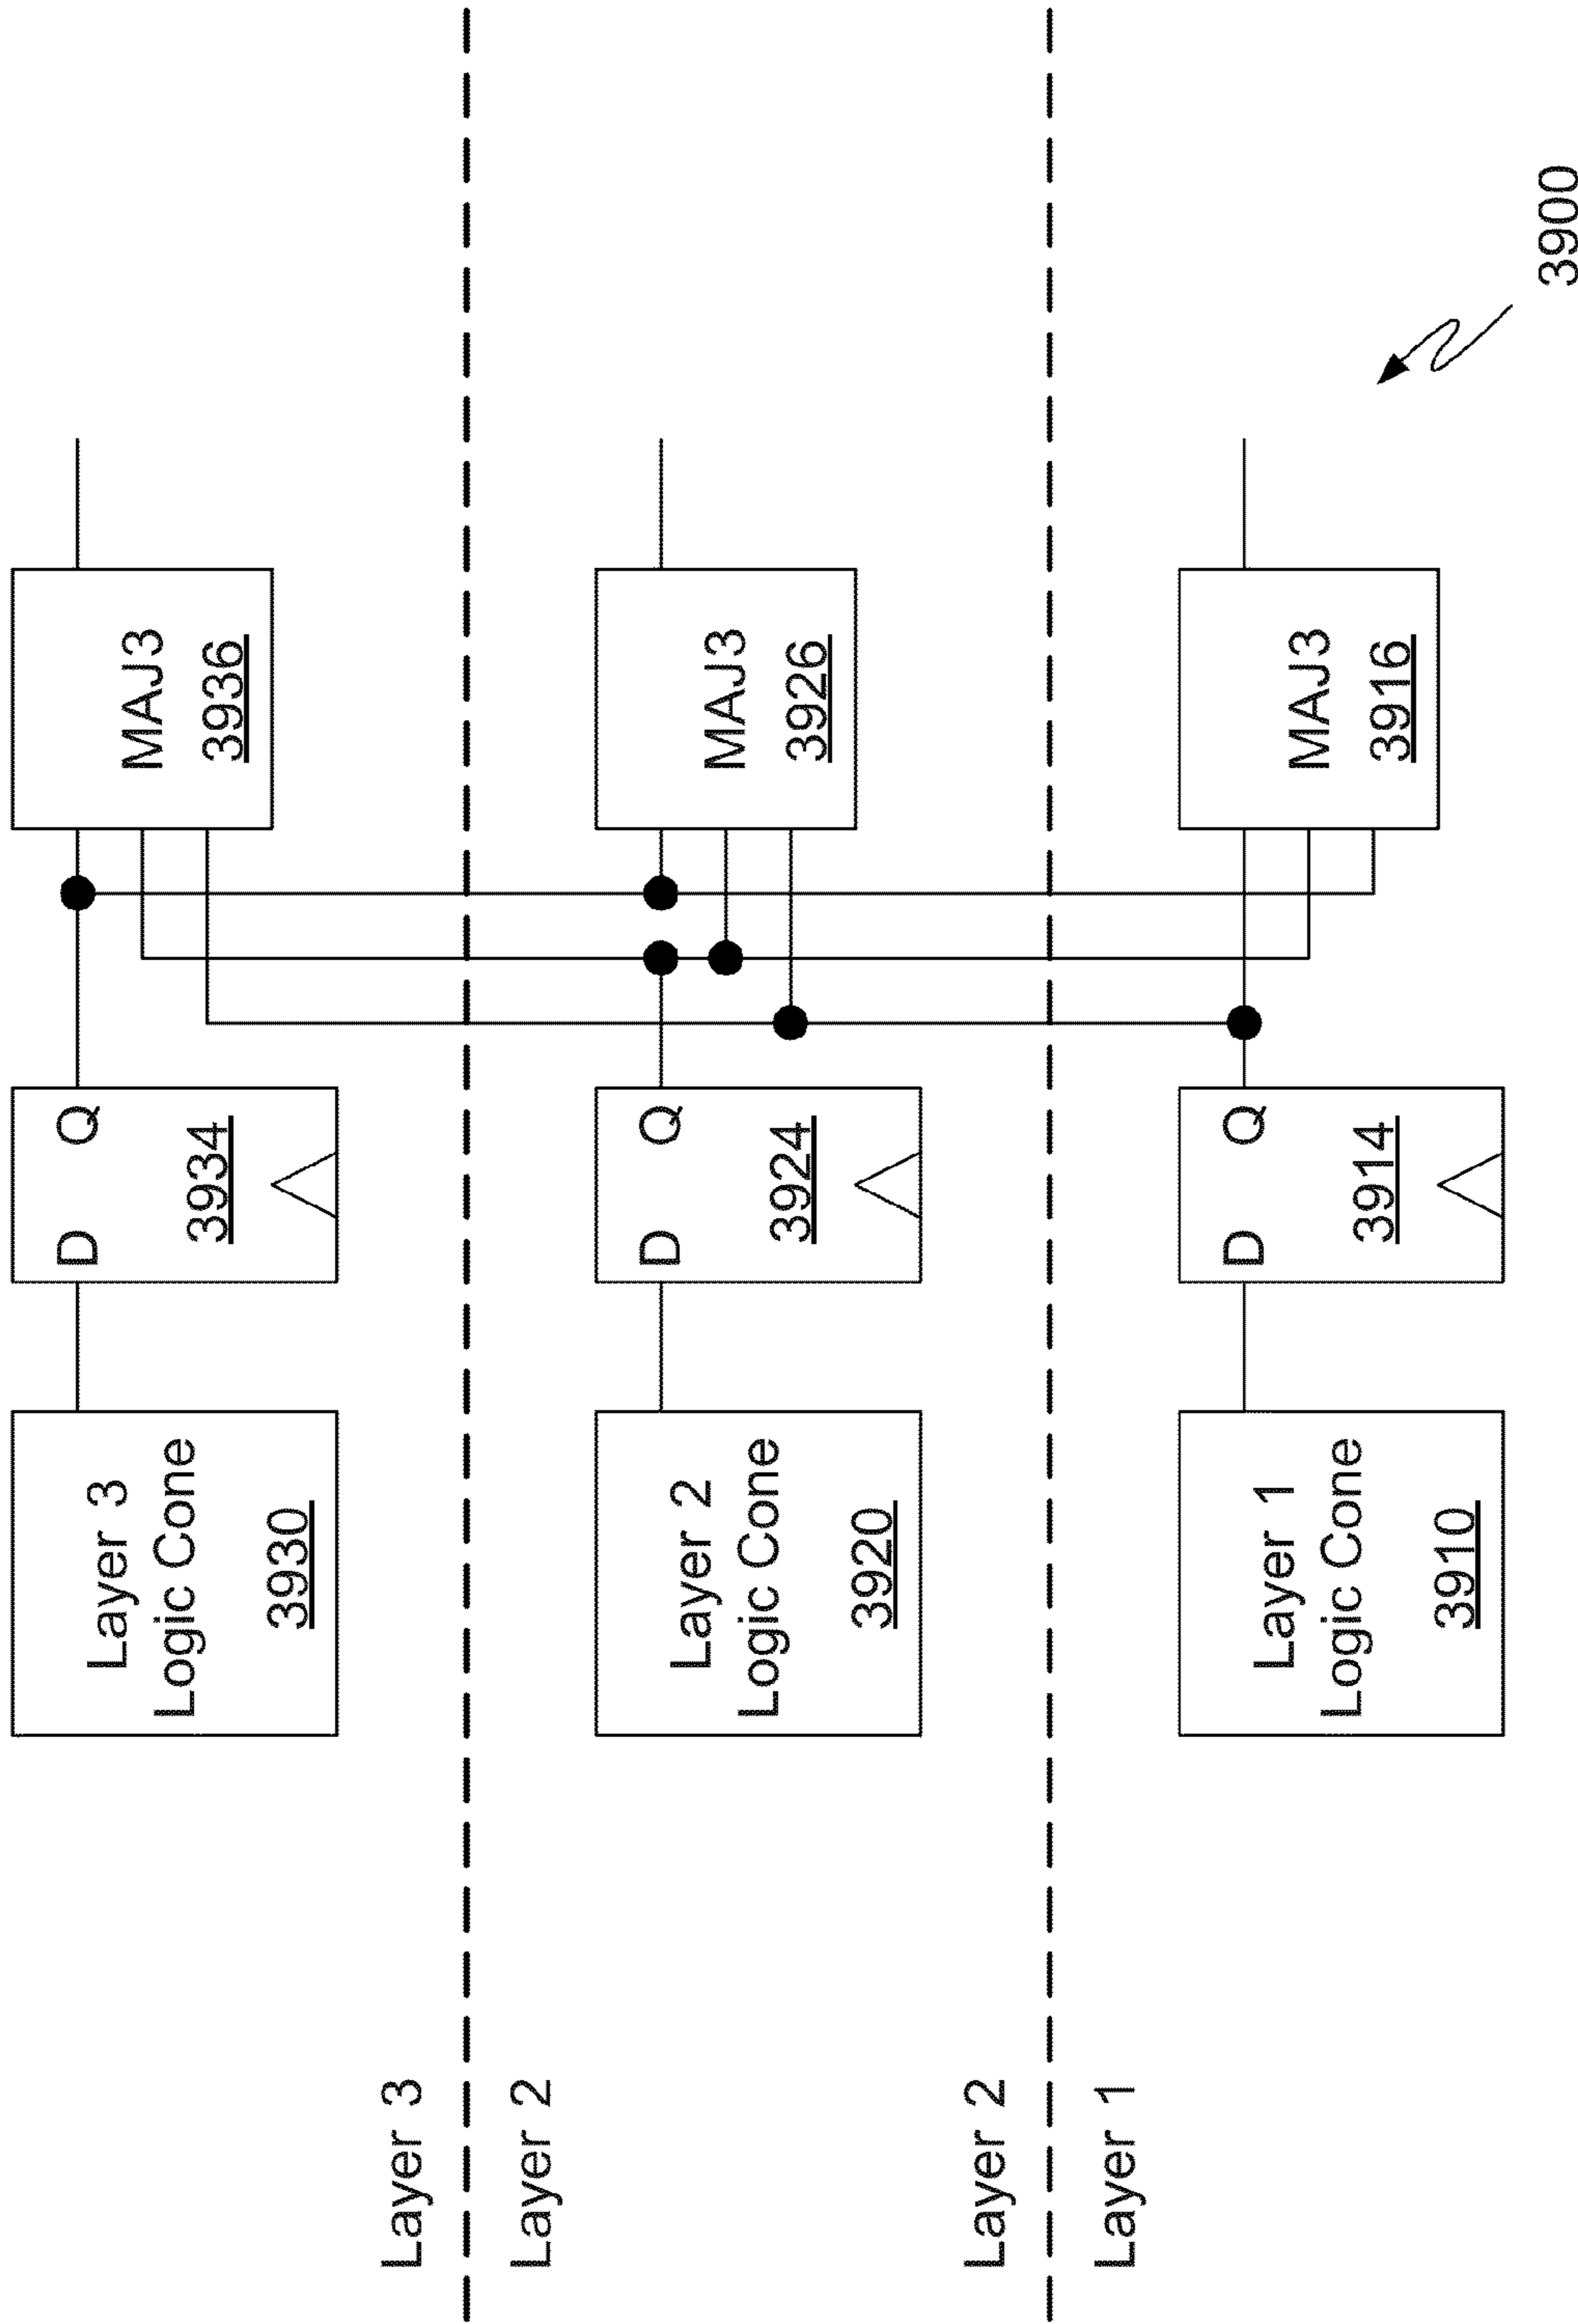 Layer 3
Logic Cone
3930
D Q
3934
MAJ3
3936
Layer 3
Layer 2
Layer 2
Logic Cone
3920
D Q
3924
MAJ3
3926
Layer 2
Layer 1
Layer 1
Logic Cone
3910
D Q
3914
MAJ3
3916
3900